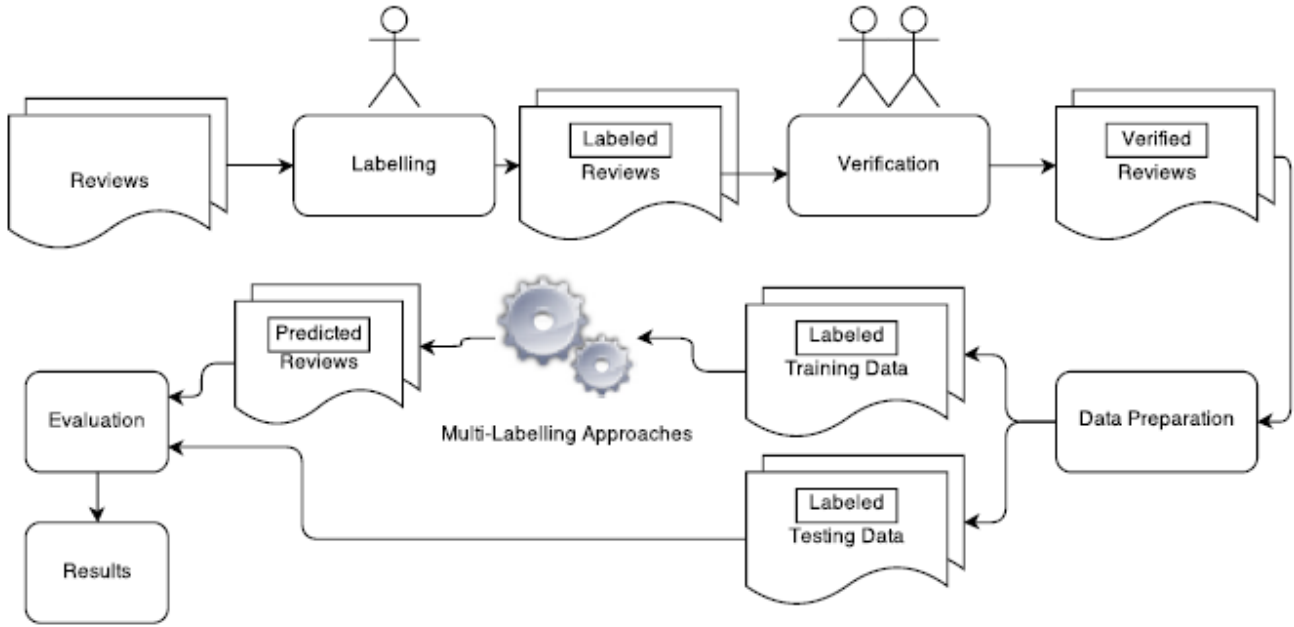 Reviews
Labelling
Labeled
Reviews
Verification
Verified
Reviews
Data Preparation
Labeled
Training Data
Labeled
Testing Data
Multi-Labelling Approaches
Predicted
Reviews
Evaluation
Results